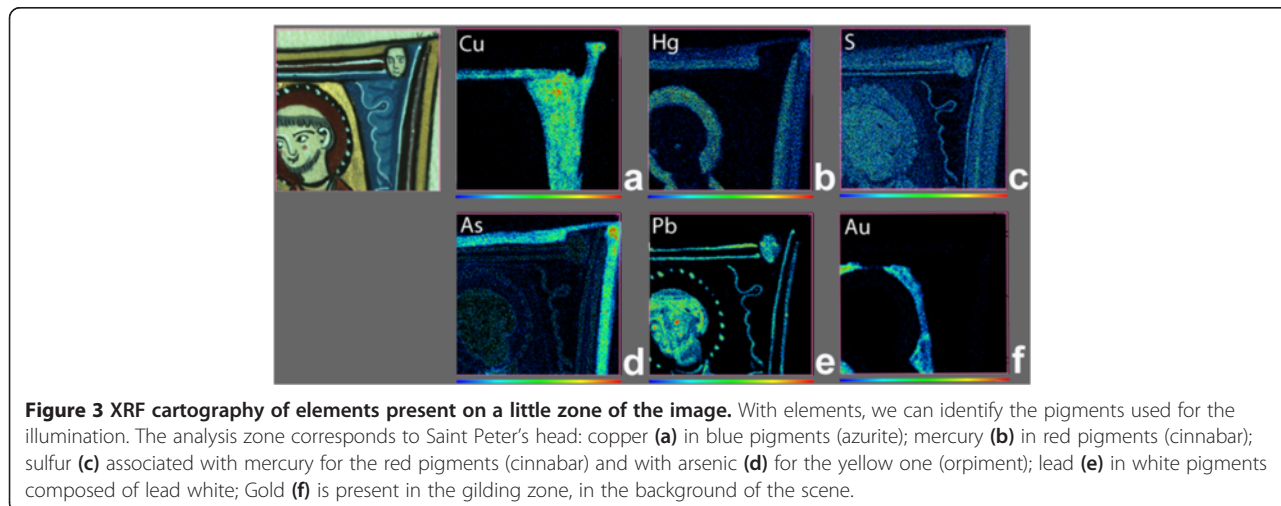 Cu Hg S
a b c
As Pb Au
d e f
Figure 3 XRF cartography of elements present on a little zone of the image. With elements, we can identify the pigments used for the
illumination. The analysis zone corresponds to Saint Peter's head: copper (a) in blue pigments (azurite); mercury (b) in red pigments (cinnabar);
sulfur (c) associated with mercury for the red pigments (cinnabar) and with arsenic (d) for the yellow one (orpiment); lead (e) in white pigments
composed of lead white; Gold (f) is present in the gilding zone, in the background of the scene.